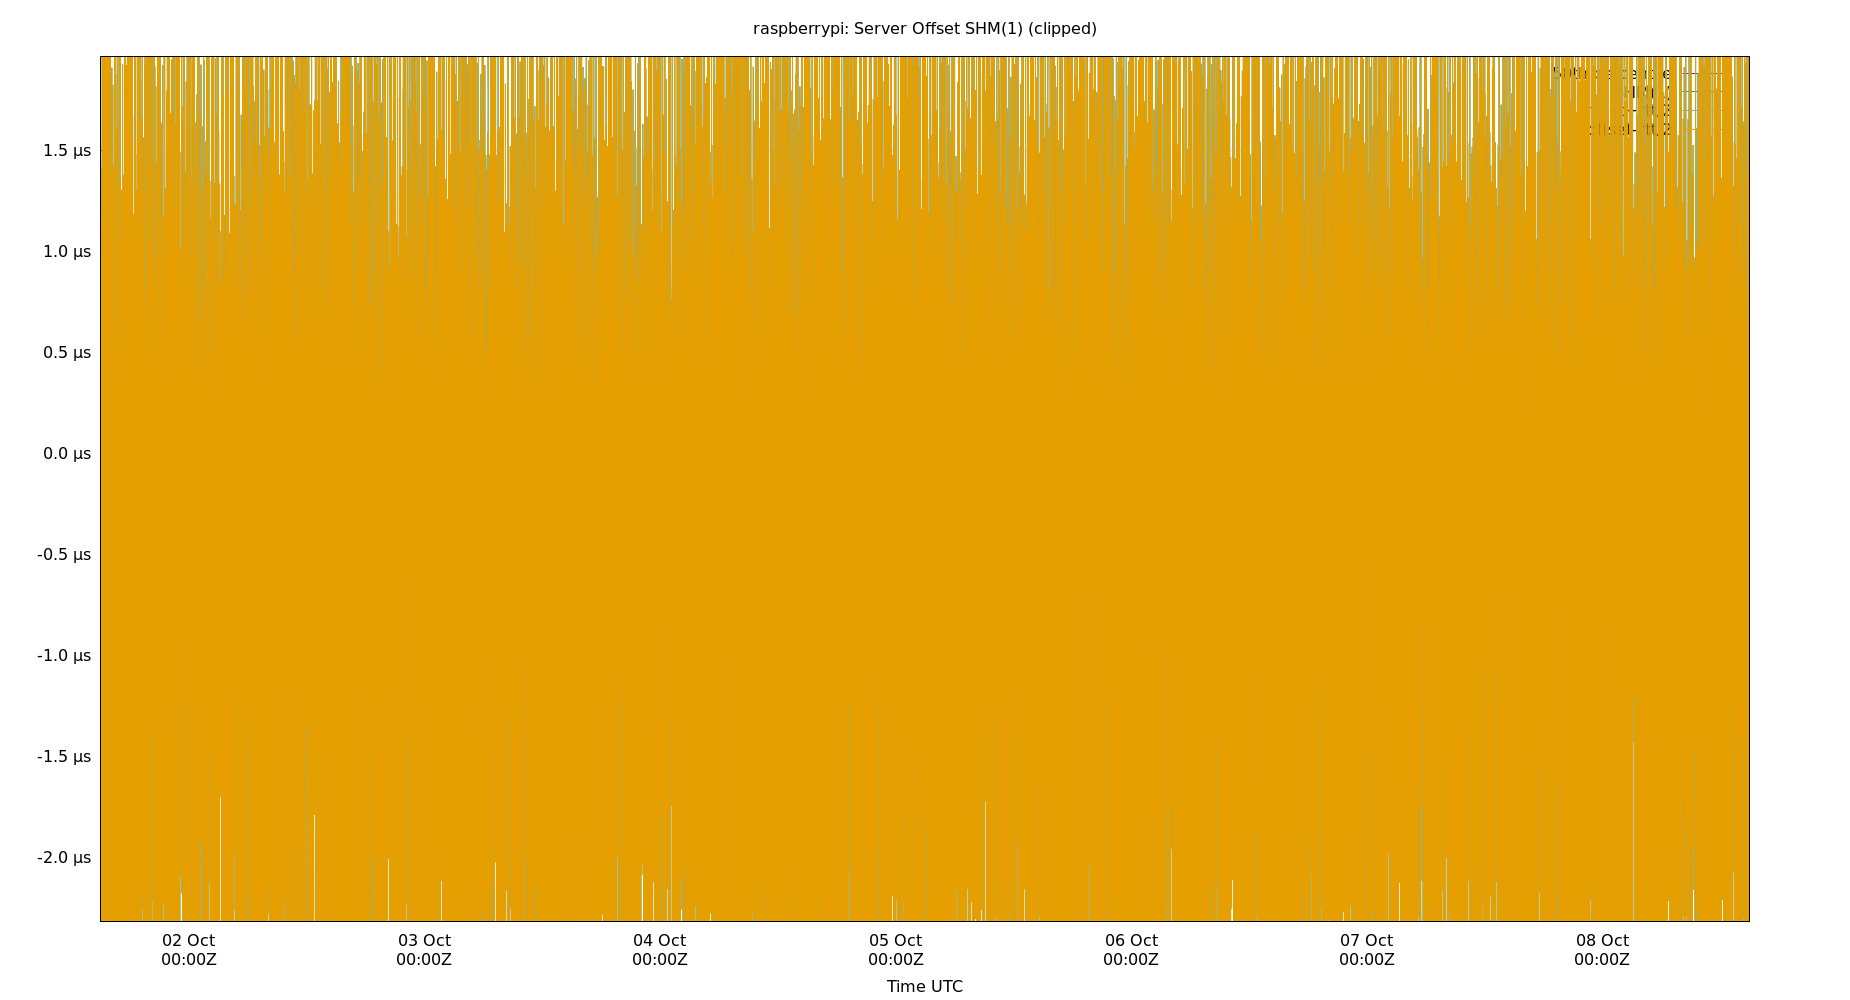 raspberrypi: Server Offset SHM(1) (clipped)
1.5 µs
1.0 µs
0.5 µs
0.0 µs
-0.5 µs
-1.0 µs
-1.5 µs
-2.0 µs
02 Oct 03 Oct 04 Oct 05 Oct 06 Oct 07 Oct 08 Oct
00:00Z 00:00Z 00:00Z 00:00Z 00:00Z 00:00Z 00:00Z
Time UTC